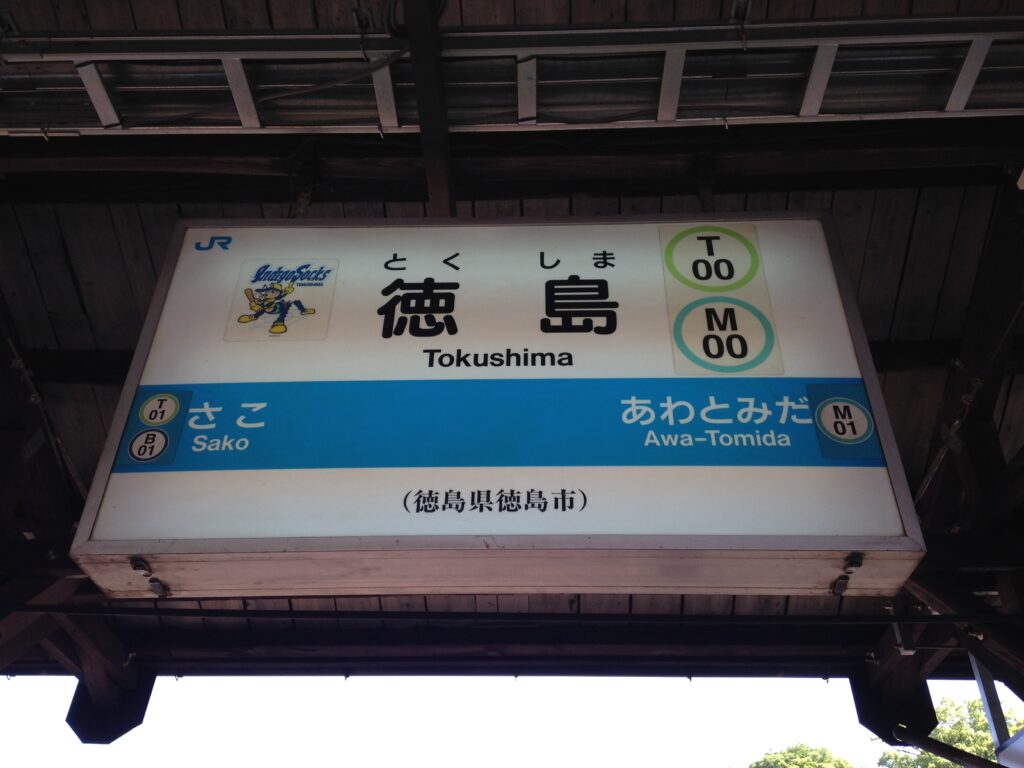 JR
IndigoSocks
TOKUSHIMA
とくしま
徳島
Tokushima
T
00
M
00
T
01
B
01
さこ
Sako
あわとみだ
Awa-Tomida
M
01
(徳島県徳島市)